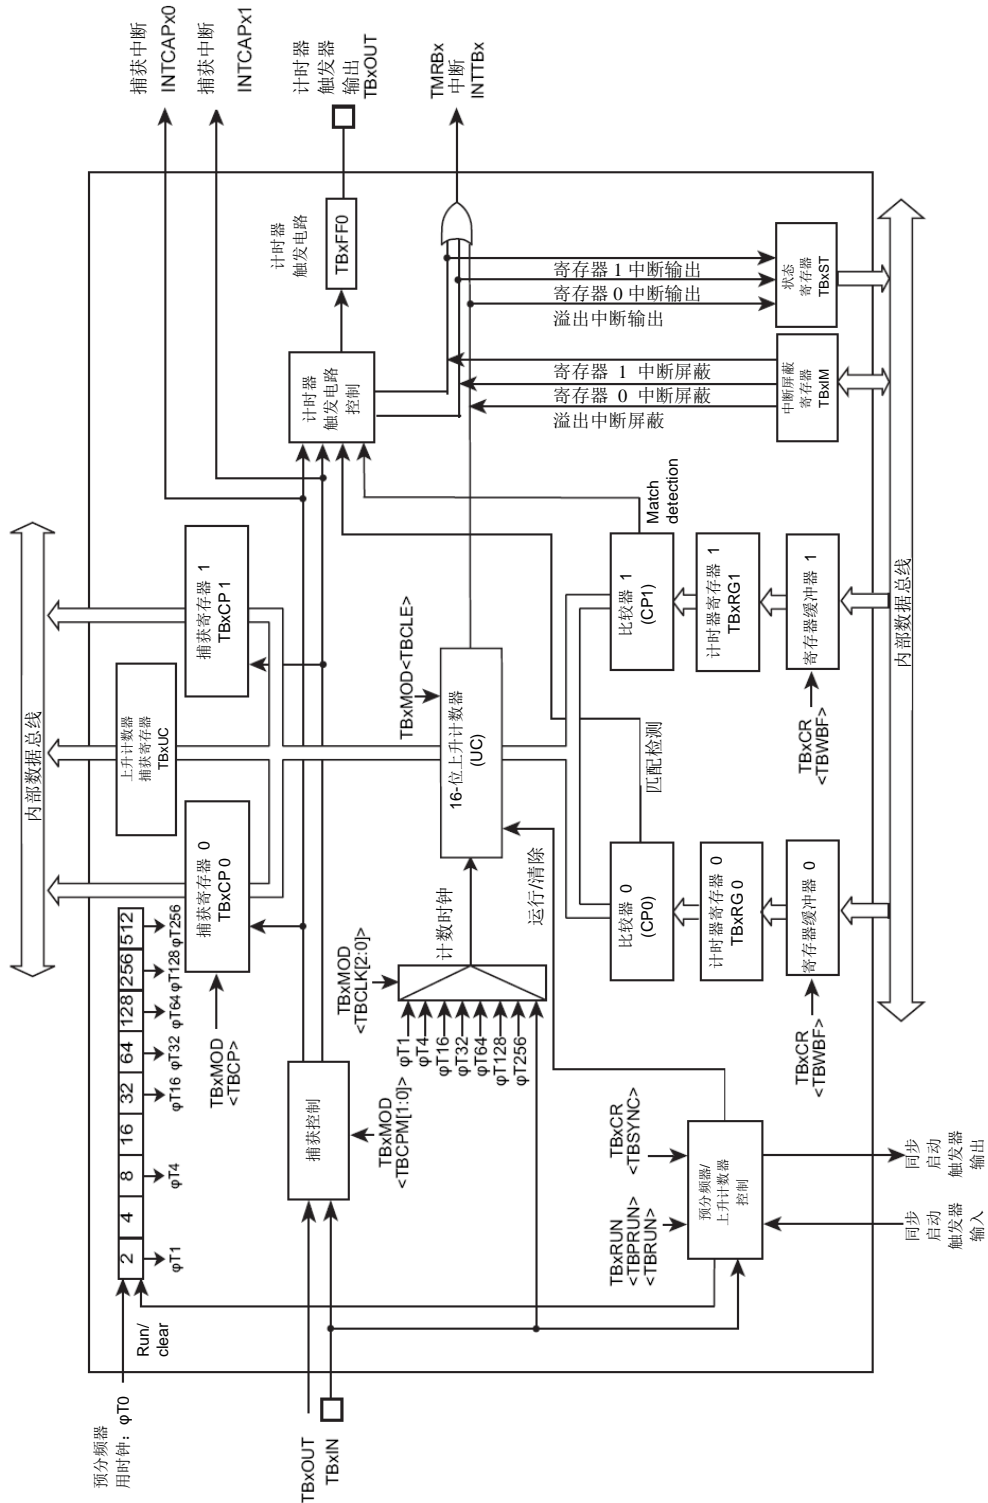 预分频器
用时钟：φT0
Run/
clear
2
4
8
16
32
64
128
256
512
φT1
φT4
φT16
φT32
φT64
φT128
φT256
内部数据总线
TBxMOD
<TBCP>
捕获寄存器 0
TBxCP 0
上升计数器
捕获寄存器
TBxUC
捕获寄存器 1
TBxCP 1
捕获中断
INTCAPx0
捕获中断
INTCAPx1
TBxOUT
TBxIN
捕获控制
TBxMOD
<TBCPM[1:0]>
TBxMOD
<TBCLK[2:0]>
φT1
φT4
φT16
φT32
φT64
φT128
φT256
计数时钟
TBxMOD<TBCLE>
16-位上升计数器
(UC)
运行/清除
计时器
触发电路
控制
计时器
触发电路
TBxFF0
计时器
触发器
输出
TBxOUT
TMRBx
中断
INTTBx
寄存器 1 中断输出
寄存器 0 中断输出
溢出中断输出
寄存器 1 中断屏蔽
寄存器 0 中断屏蔽
溢出中断屏蔽
状态
寄存器
TBxST
中断屏蔽
寄存器
TBxIM
TBxRUN
<TBPRUN>
<TBRUN>
TBxCR
<TBSYNC>
预分频器/
上升计数器
控制
同步
启动
触发器
输入
同步
启动
触发器
输出
匹配检测
比较器 0
(CP0)
计时器寄存器 0
TBxRG 0
寄存器缓冲器 0
TBxCR
<TBWBF>
Match
detection
比较器 1
(CP1)
计时器寄存器 1
TBxRG1
寄存器缓冲器 1
TBxCR
<TBWBF>
内部数据总线